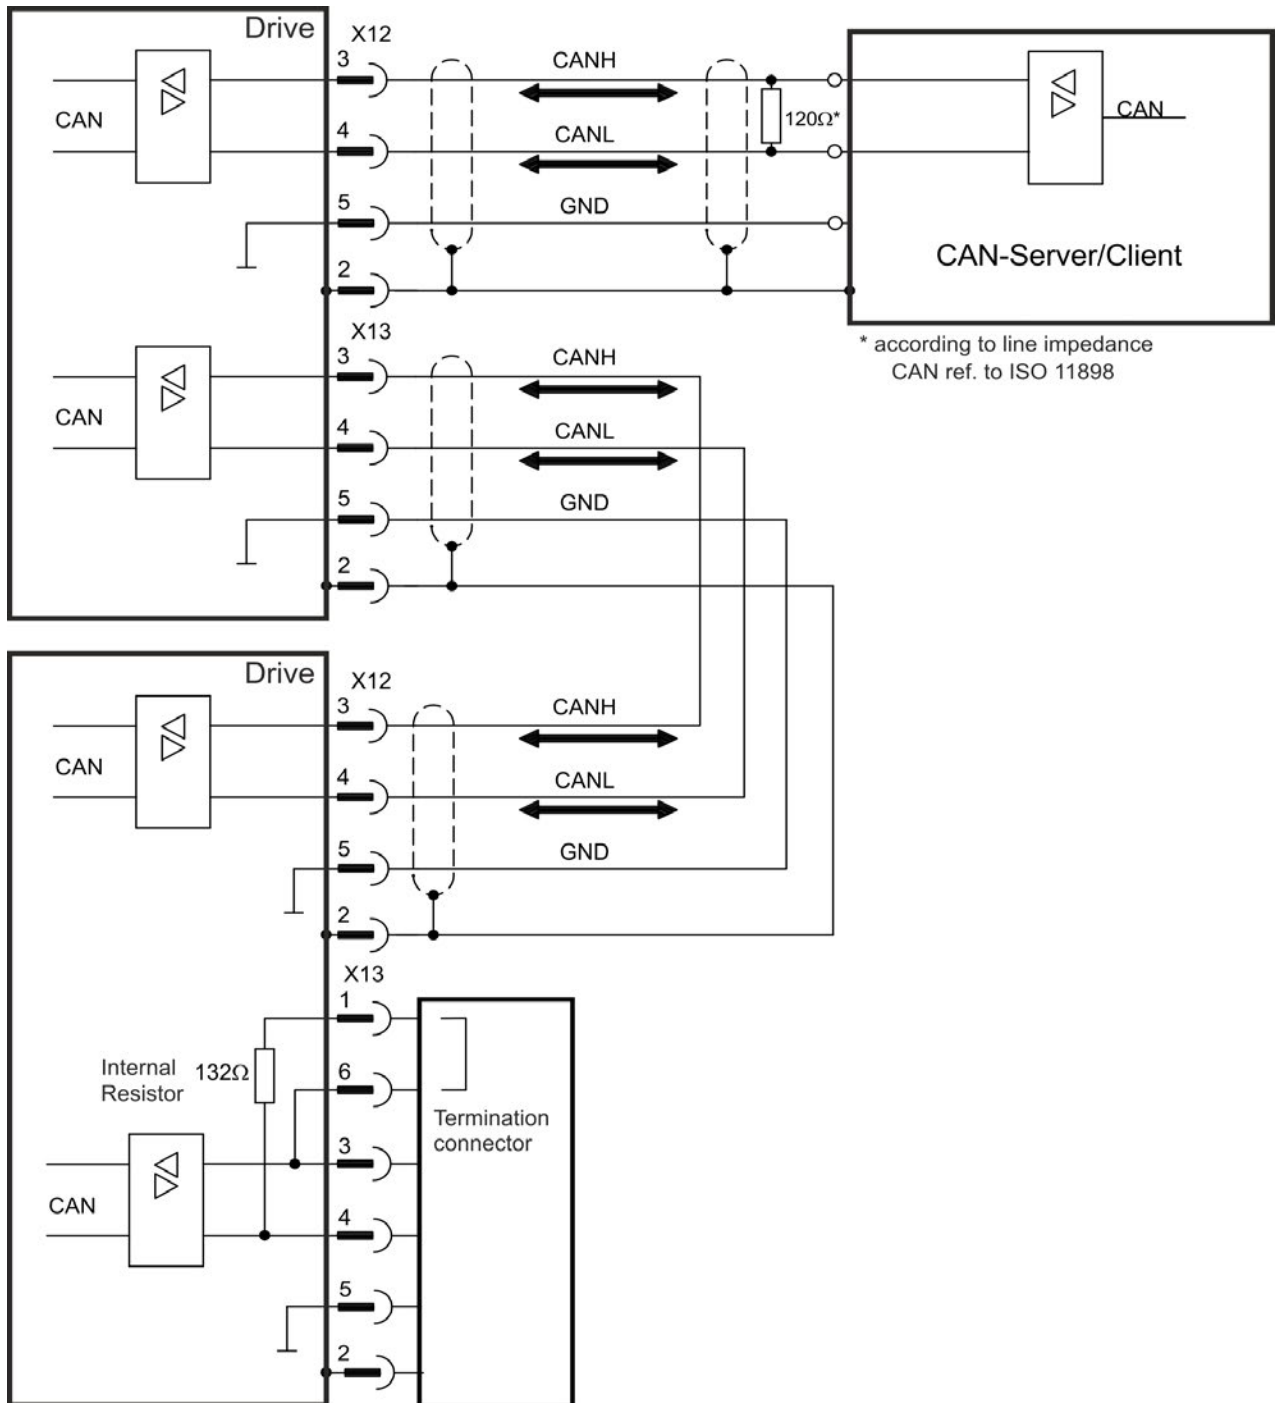 Drive
X12
3
CANH
CAN
120Ω*
CAN
4
CANL
5
GND
CAN-Server/Client
2
X13
* according to line impedance
CAN ref. to ISO 11898
3
CANH
CAN
4
CANL
5
GND
2
Drive
X12
3
CANH
CAN
4
CANL
5
GND
2
X13
1
Internal
Resistor
132Ω
6
Termination
connector
3
CAN
4
5
2